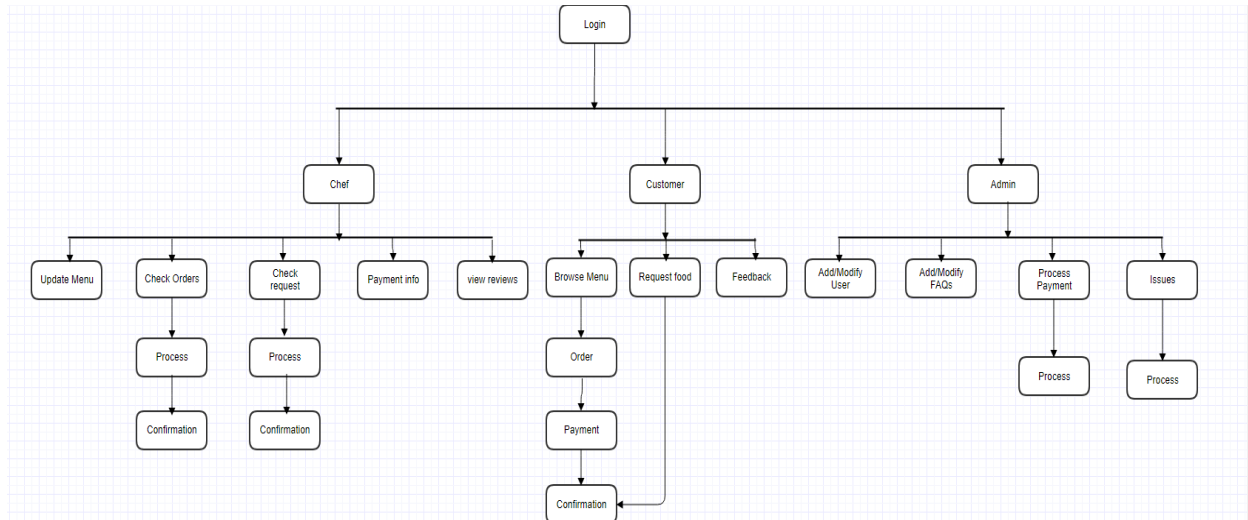 Login
Chef
Customer
Admin
Update Menu
Check Orders
Check
request
Payment info
view reviews
Browse Menu
Request food
Feedback
Add/Modify
User
Add/Modify
FAQs
Process
Payment
Issues
Process
Process
Order
Process
Process
Confirmation
Confirmation
Payment
Confirmation